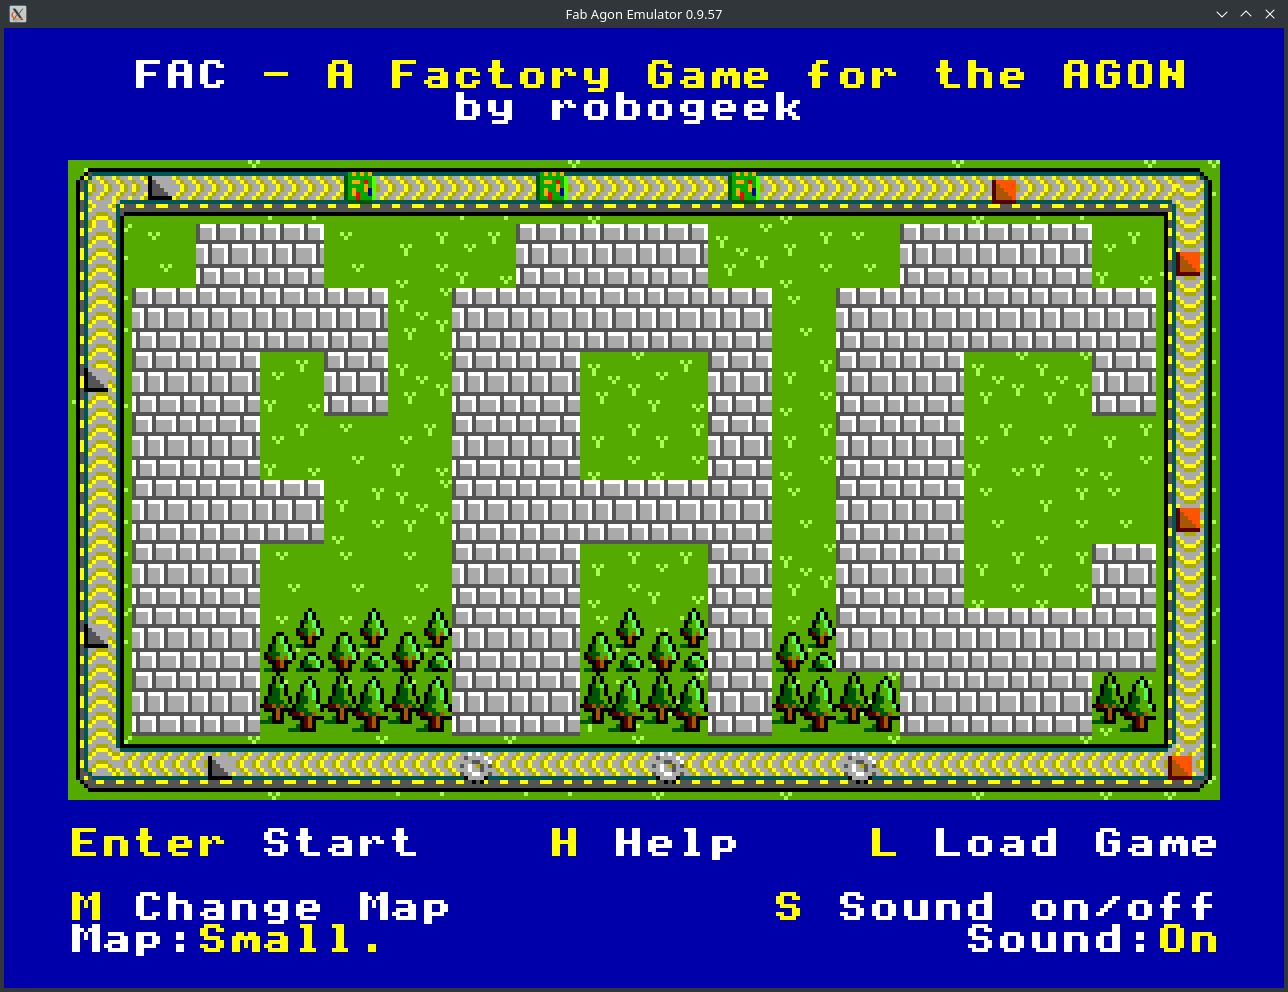 Fab Agon Emulator 0.9.57
FAC - A Factory Game for the AGON
by robogeek
FAC
Enter Start H Help L Load Game
M Change Map S Sound on/off
Map:Small. Sound:On